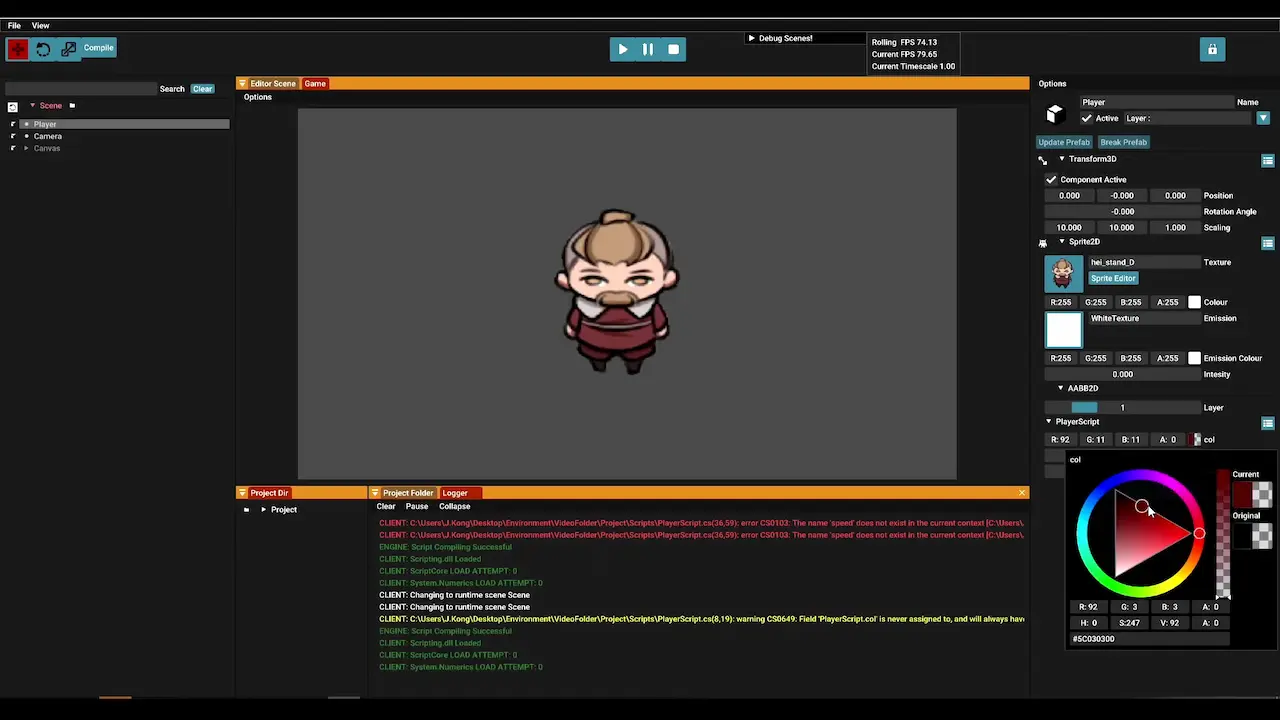 File View
Compile
Debug Scenes!
Rolling FPS 74.13
Current FPS 79.65
Current Timescale 1.00
Search Clear
Scene
Player
Camera
Canvas
Editor Scene Game
Options
Options
Player Name
Active Layer :
Update Prefab Break Prefab
Transform3D
Component Active
0.000 -0.000 0.000 Position
-0.000 Rotation Angle
10.000 10.000 1.000 Scaling
Sprite2D
hei_stand_D Texture
Sprite Editor
R:255 G:255 B:255 A:255 Colour
WhiteTexture Emission
R:255 G:255 B:255 A:255 Emission Colour
0.000 Intesity
AABB2D
1 Layer
PlayerScript
R: 92 G: 11 B: 11 A: 0 col
col
Current
Original
R: 92 G: 3 B: 3 A: 0
H: 0 S:247 V: 92 A: 0
#5C030300
Project Dir
Project
Project Folder Logger
Clear Pause Collapse
CLIENT: C:\Users\J.Kong\Desktop\Environment\VideoFolder\Project\Scripts\PlayerScript.cs(36,59): error CS0103: The name 'speed' does not exist in the current context [C:\Users\
CLIENT: C:\Users\J.Kong\Desktop\Environment\VideoFolder\Project\Scripts\PlayerScript.cs(36,59): error CS0103: The name 'speed' does not exist in the current context [C:\Users\
ENGINE: Script Compiling Successful
CLIENT: Scripting.dll Loaded
CLIENT: ScriptCore LOAD ATTEMPT: 0
CLIENT: System.Numerics LOAD ATTEMPT: 0
CLIENT: Changing to runtime scene Scene
CLIENT: Changing to runtime scene Scene
CLIENT: C:\Users\J.Kong\Desktop\Environment\VideoFolder\Project\Scripts\PlayerScript.cs(8,19): warning CS0649: Field 'PlayerScript.col' is never assigned to, and will always have
ENGINE: Script Compiling Successful
CLIENT: Scripting.dll Loaded
CLIENT: ScriptCore LOAD ATTEMPT: 0
CLIENT: System.Numerics LOAD ATTEMPT: 0